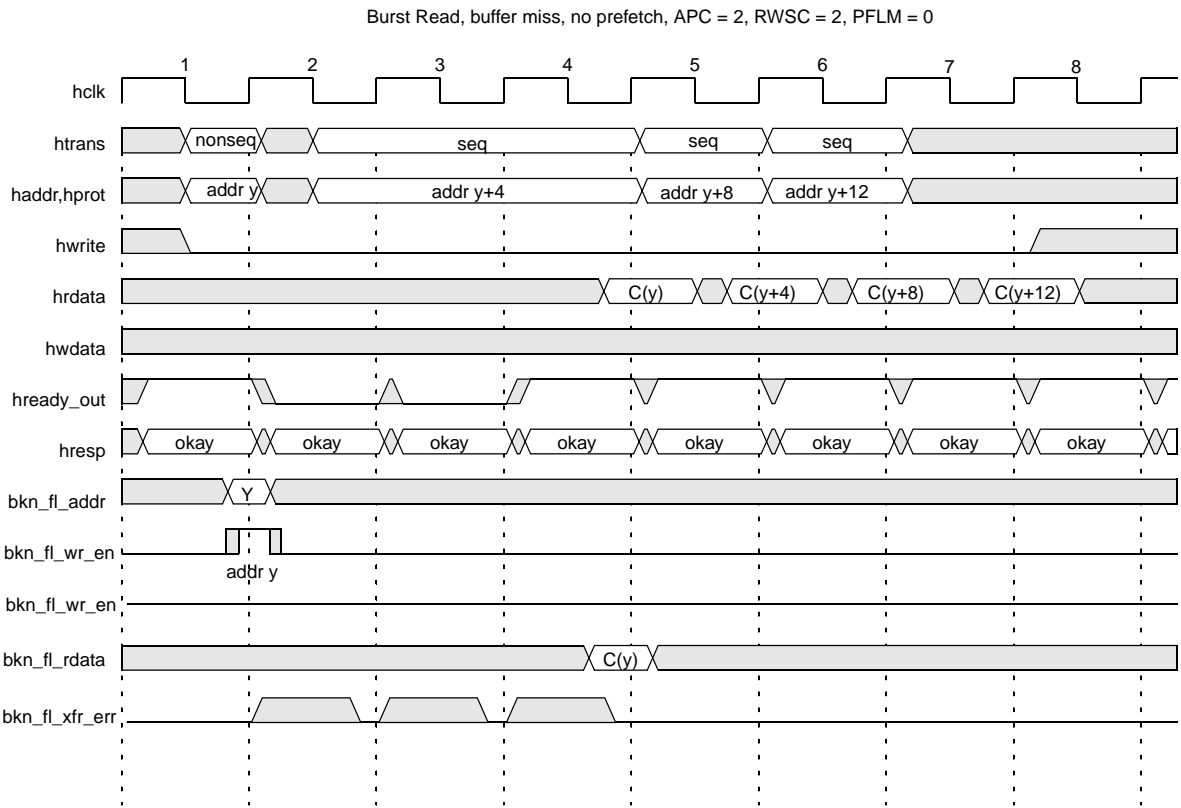 Burst Read, buffer miss, no prefetch, APC = 2, RWSC = 2, PFLM = 0
1 2 3 4 5 6 7 8
hclk
htrans nonseq seq seq seq
haddr,hprot addr y addr y+4 addr y+8 addr y+12
hwrite
hrdata C(y) C(y+4) C(y+8) C(y+12)
hwdata
hready_out
hresp okay okay okay okay okay okay okay okay
bkn_fl_addr Y
bkn_fl_wr_en
addr y
bkn_fl_wr_en
bkn_fl_rdata C(y)
bkn_fl_xfr_err